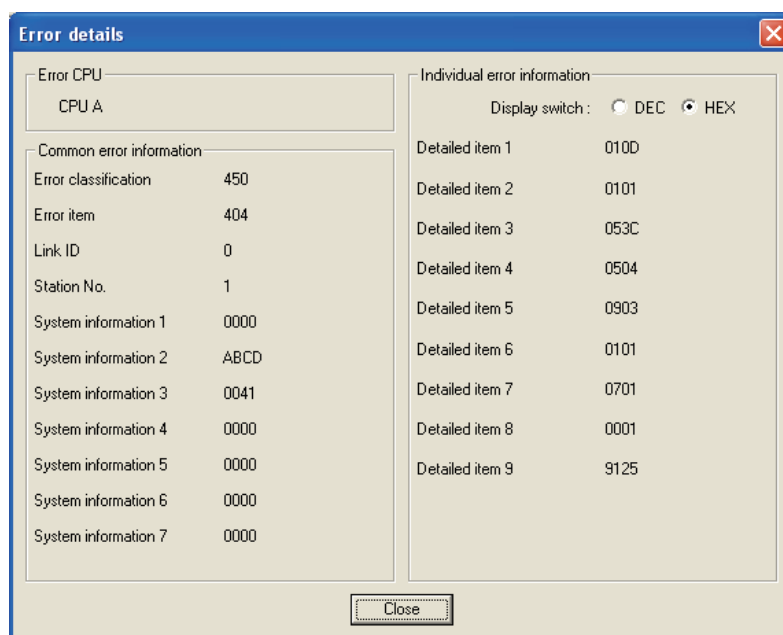 Error details
Error CPU
CPU A
Common error information
Error classification 450
Error item 404
Link ID 0
Station No. 1
System information 1 0000
System information 2 ABCD
System information 3 0041
System information 4 0000
System information 5 0000
System information 6 0000
System information 7 0000
Individual error information
Display switch : DEC HEX
Detailed item 1 010D
Detailed item 2 0101
Detailed item 3 053C
Detailed item 4 0504
Detailed item 5 0903
Detailed item 6 0101
Detailed item 7 0701
Detailed item 8 0001
Detailed item 9 9125
Close